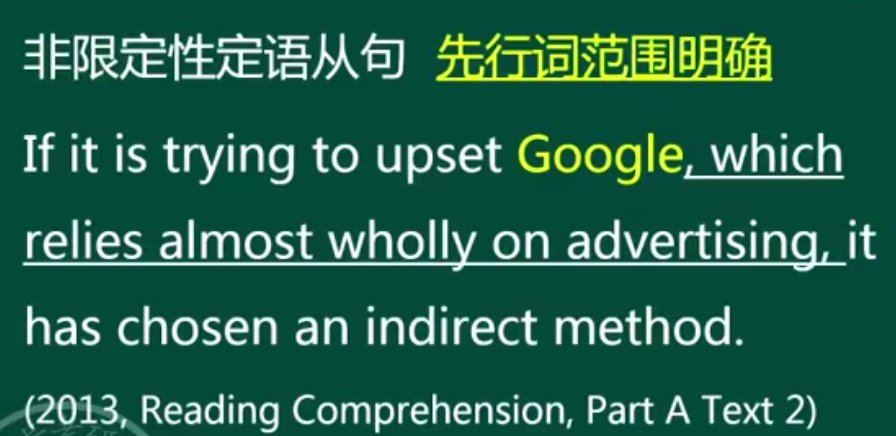 非限定性定语从句 先行词范围明确
If it is trying to upset Google, which
relies almost wholly on advertising, it
has chosen an indirect method.
(2013, Reading Comprehension, Part A Text 2)